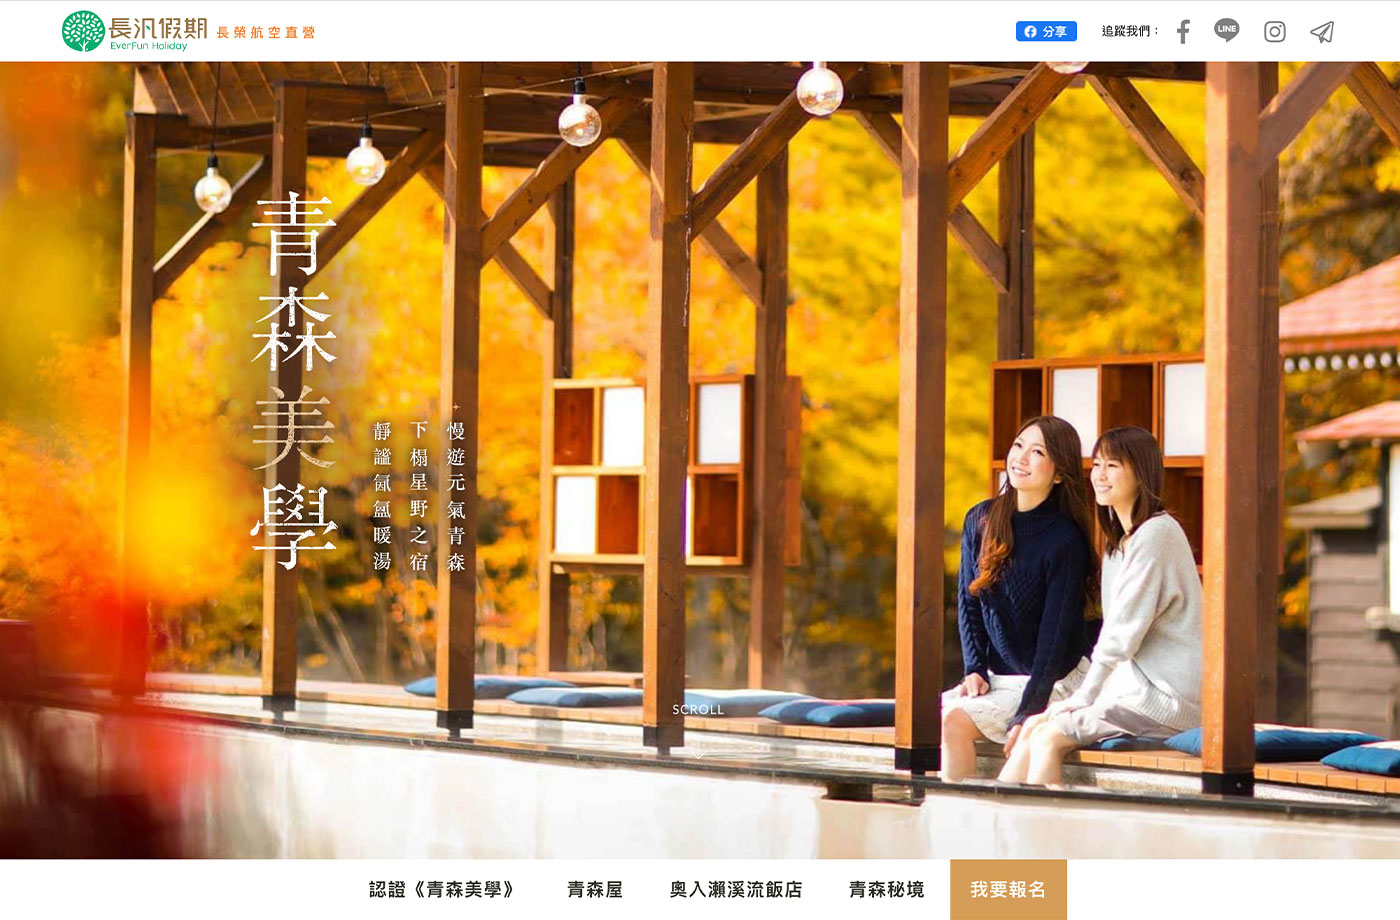 長汎假期
EverFun Holiday
長榮航空直營
分享
追蹤我們：
LINE
青森美學
慢遊元氣青森
下榻星野之宿
靜謐氤氳暖湯
SCROLL
認證《青森美學》
青森屋
奧入瀨溪流飯店
青森秘境
我要報名